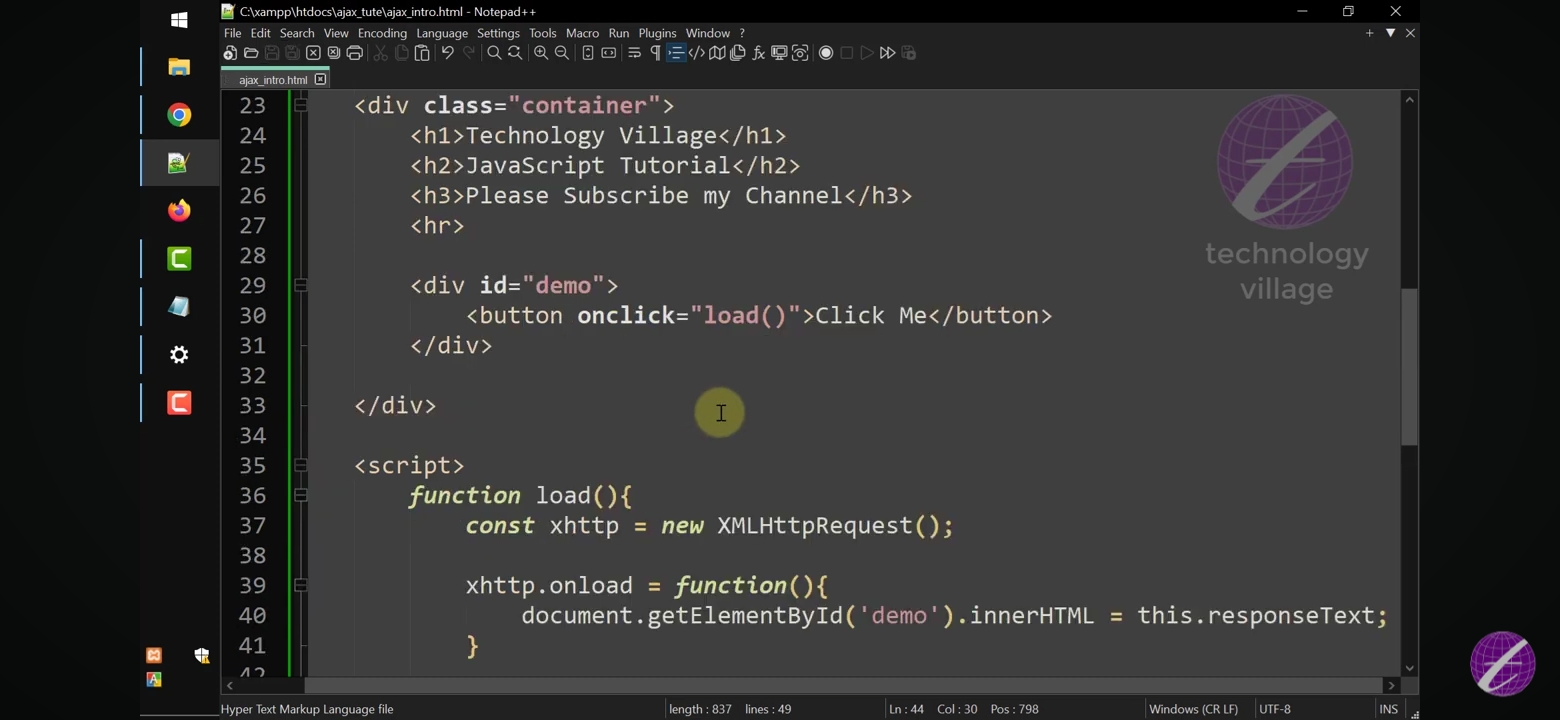 C:\xampp\htdocs\ajax_tute\ajax_intro.html - Notepad++
File Edit Search View Encoding Language Settings Tools Macro Run Plugins Window ?
ajax_intro.html
23 <div class="container">
24 <h1>Technology Village</h1>
25 <h2>JavaScript Tutorial</h2>
26 <h3>Please Subscribe my Channel</h3>
27 <hr>
28
29 <div id="demo">
30 <button onclick="load()">Click Me</button>
31 </div>
32
33 </div>
34
35 <script>
36 function load(){
37 const xhttp = new XMLHttpRequest();
38
39 xhttp.onload = function(){
40 document.getElementById('demo').innerHTML = this.responseText;
41 }
42
technology
village
Hyper Text Markup Language file length : 837 lines : 49 Ln : 44 Col : 30 Pos : 798 Windows (CR LF) UTF-8 INS